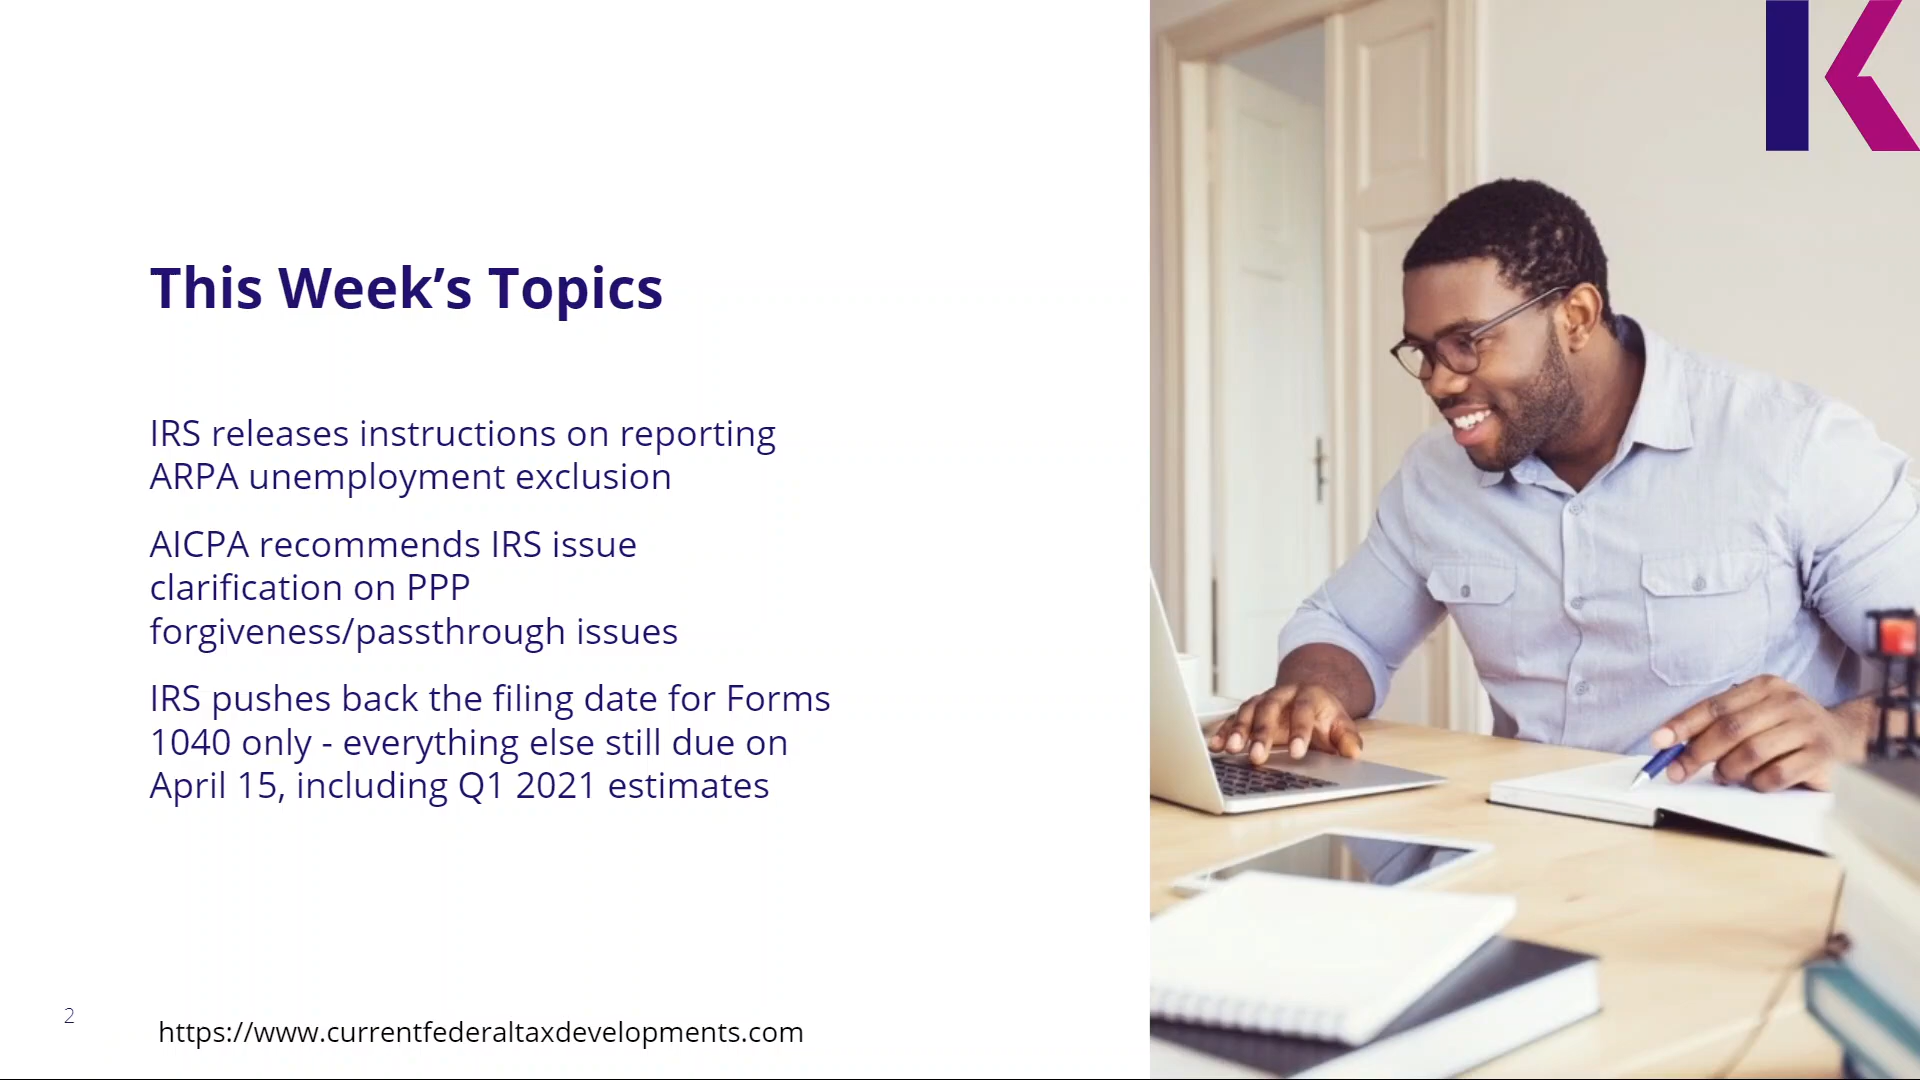 This Week’s Topics
IRS releases instructions on reporting
ARPA unemployment exclusion
AICPA recommends IRS issue
clarification on PPP
forgiveness/passthrough issues
IRS pushes back the filing date for Forms
1040 only - everything else still due on
April 15, including Q1 2021 estimates
2
https://www.currentfederaltaxdevelopments.com
K